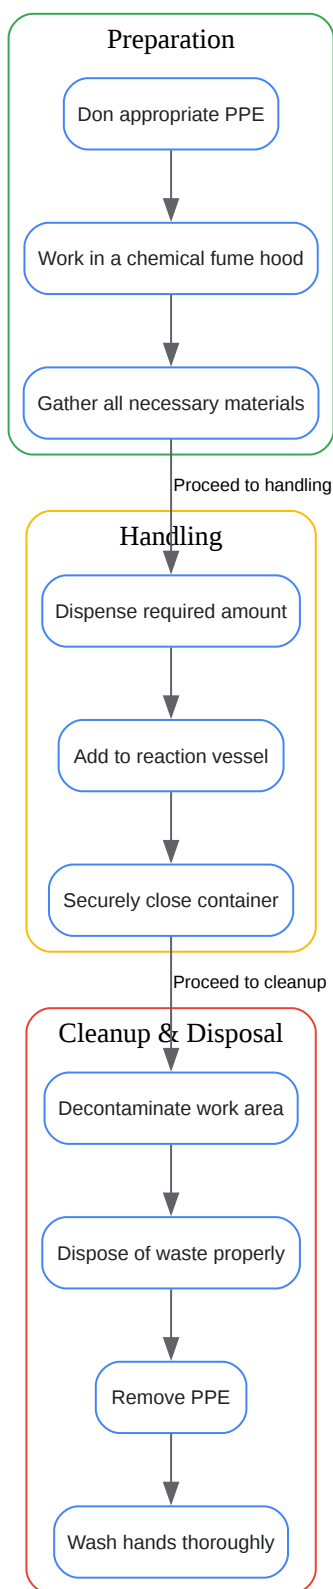 Preparation
Don appropriate PPE
Work in a chemical fume hood
Gather all necessary materials
Proceed to handling
Handling
Dispense required amount
Add to reaction vessel
Securely close container
Proceed to cleanup
Cleanup & Disposal
Decontaminate work area
Dispose of waste properly
Remove PPE
Wash hands thoroughly